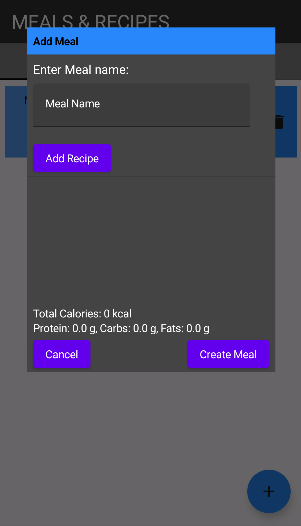 MEALS & RECIPES
Add Meal
Enter Meal name:
Meal Name
Add Recipe
Total Calories: 0 kcal
Protein: 0.0 g, Carbs: 0.0 g, Fats: 0.0 g
Cancel
Create Meal